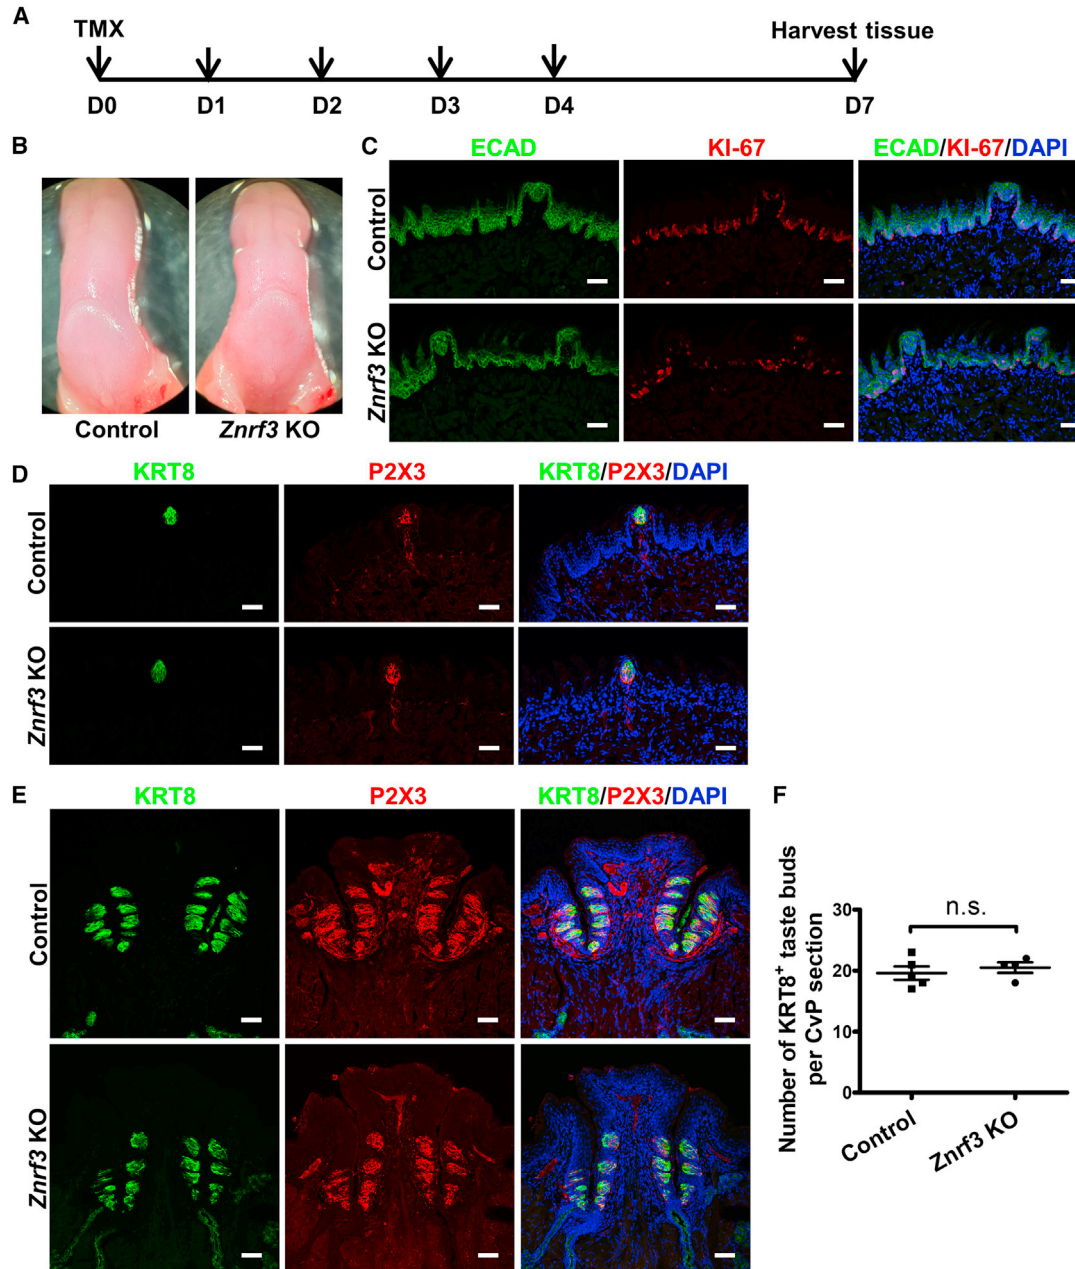 A
TMX
Harvest tissue
D0 D1 D2 D3 D4 D7
B
Control
Znrf3 KO
C
ECAD
KI-67
ECAD/KI-67/DAPI
Control
Znrf3 KO
D
KRT8
P2X3
KRT8/P2X3/DAPI
Control
Znrf3 KO
E
KRT8
P2X3
KRT8/P2X3/DAPI
Control
Znrf3 KO
F
Number of KRT8⁺ taste buds
per CvP section
30
20
10
0
n.s.
Control
Znrf3 KO